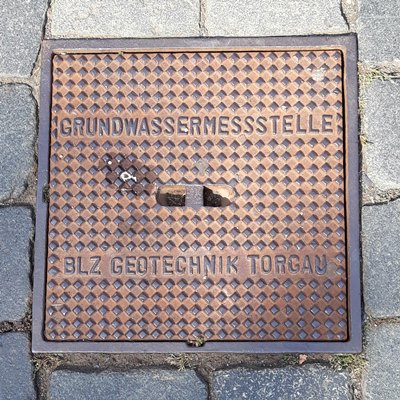 GRUNDWASSERMESSSTELLE
BLZ GEOTECHNIK TORGAU